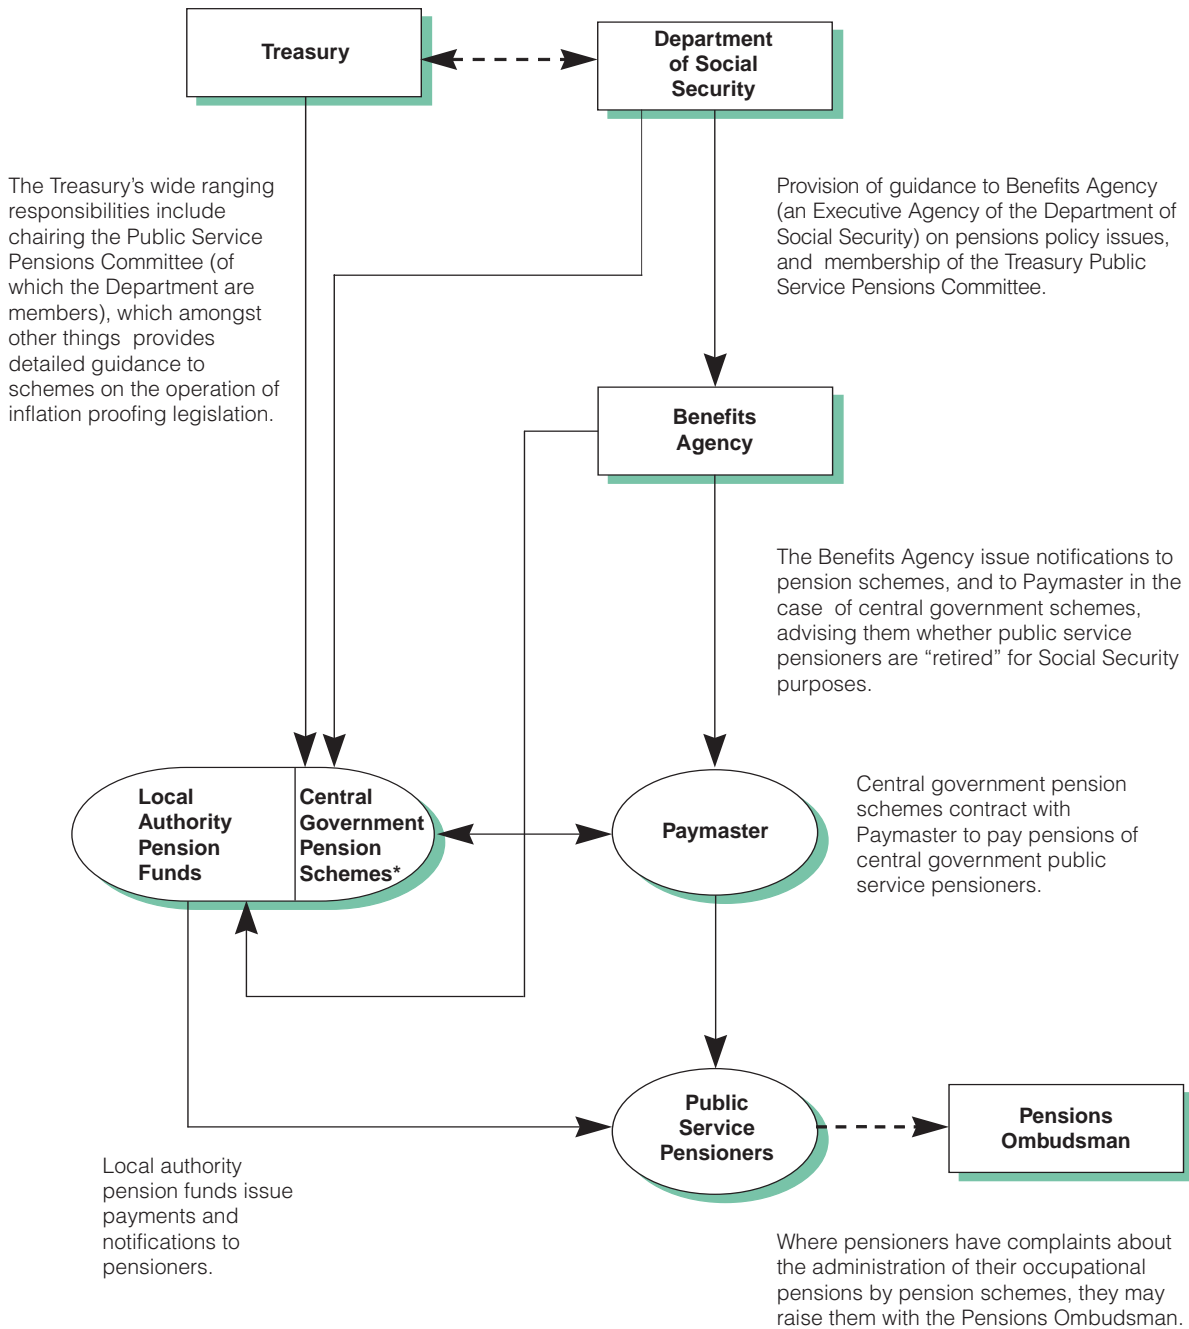 Treasury
Department
of Social
Security
The Treasury's wide ranging
responsibilities include
chairing the Public Service
Pensions Committee (of
which the Department are
members), which amongst
other things provides
detailed guidance to
schemes on the operation of
inflation proofing legislation.
Provision of guidance to Benefits Agency
(an Executive Agency of the Department of
Social Security) on pensions policy issues,
and membership of the Treasury Public
Service Pensions Committee.
Benefits
Agency
The Benefits Agency issue notifications to
pension schemes, and to Paymaster in the
case of central government schemes,
advising them whether public service
pensioners are “retired” for Social Security
purposes.
Local
Authority
Pension
Funds
Central
Government
Pension
Schemes*
Paymaster
Central government pension
schemes contract with
Paymaster to pay pensions of
central government public
service pensioners.
Public
Service
Pensioners
Pensions
Ombudsman
Local authority
pension funds issue
payments and
notifications to
pensioners.
Where pensioners have complaints about
the administration of their occupational
pensions by pension schemes, they may
raise them with the Pensions Ombudsman.